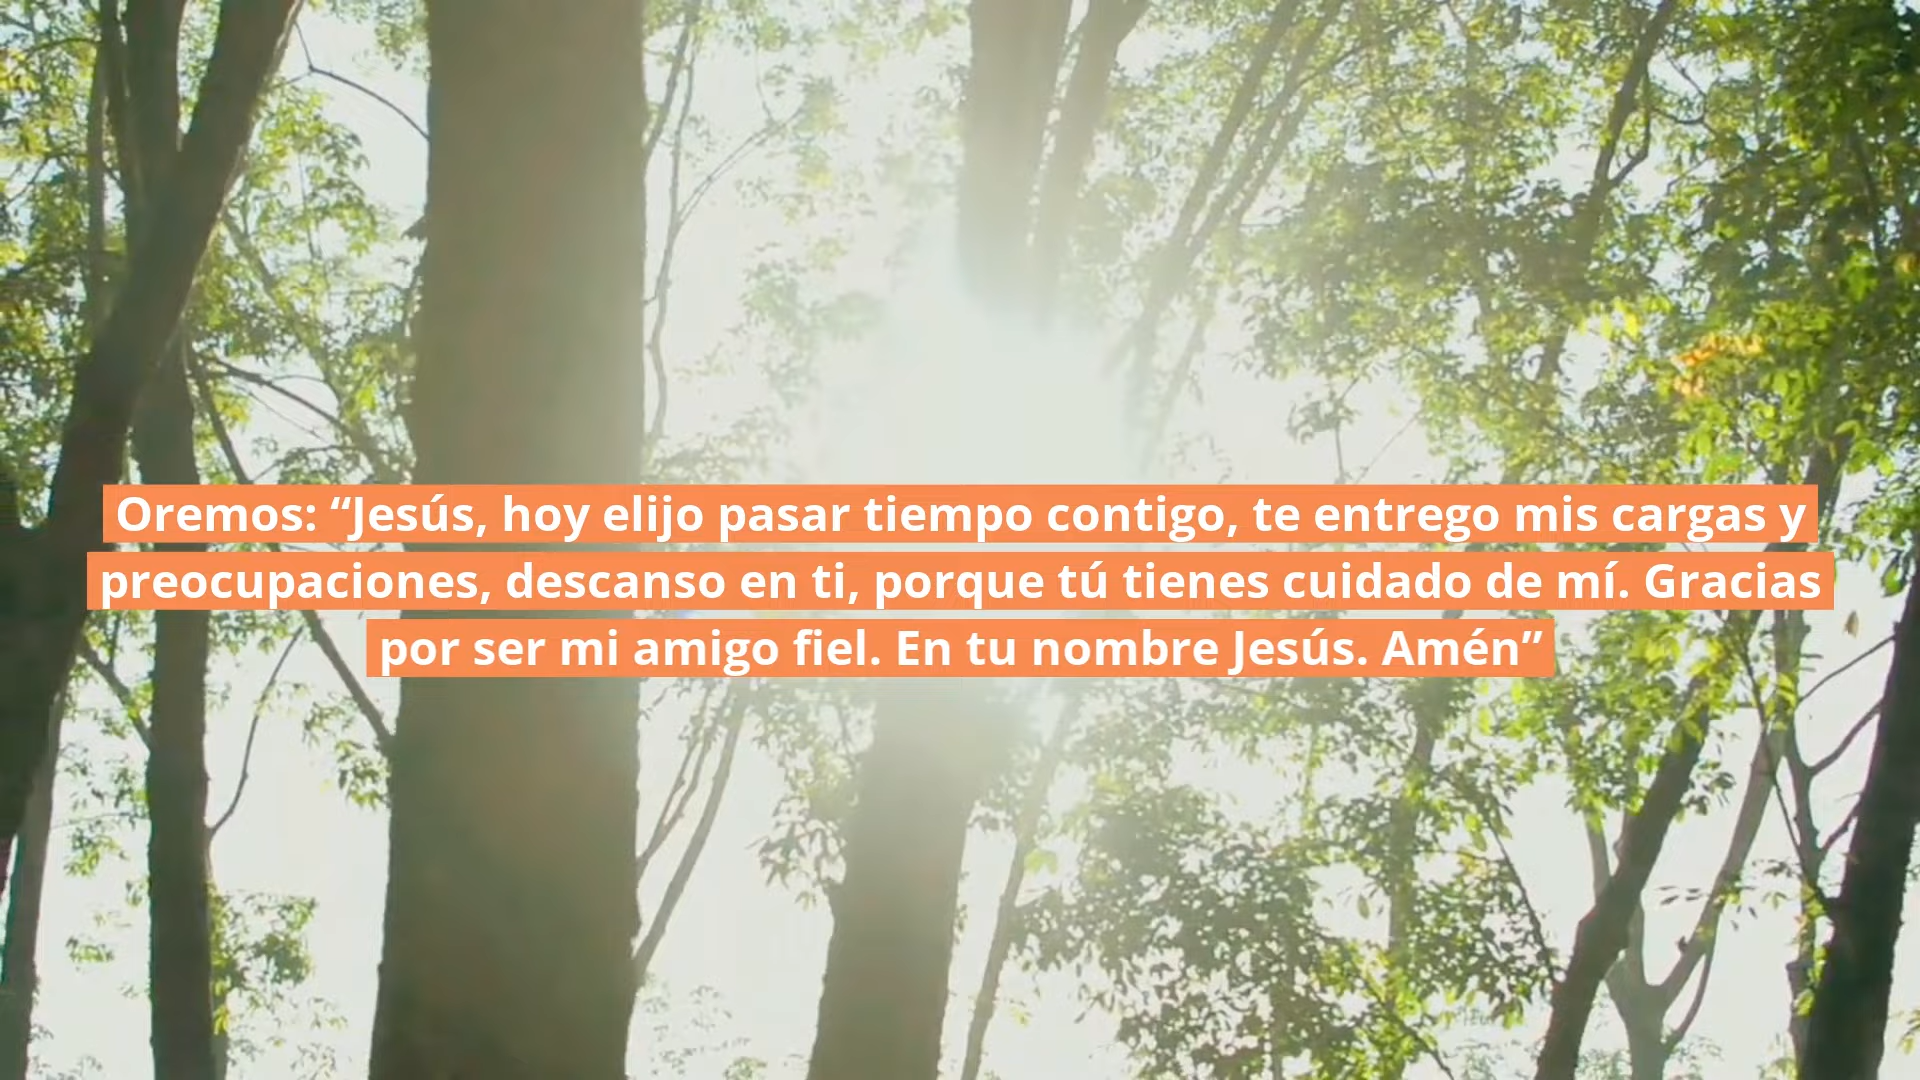 Oremos: “Jesús, hoy elijo pasar tiempo contigo, te entrego mis cargas y
preocupaciones, descanso en ti, porque tú tienes cuidado de mí. Gracias
por ser mi amigo fiel. En tu nombre Jesús. Amén”